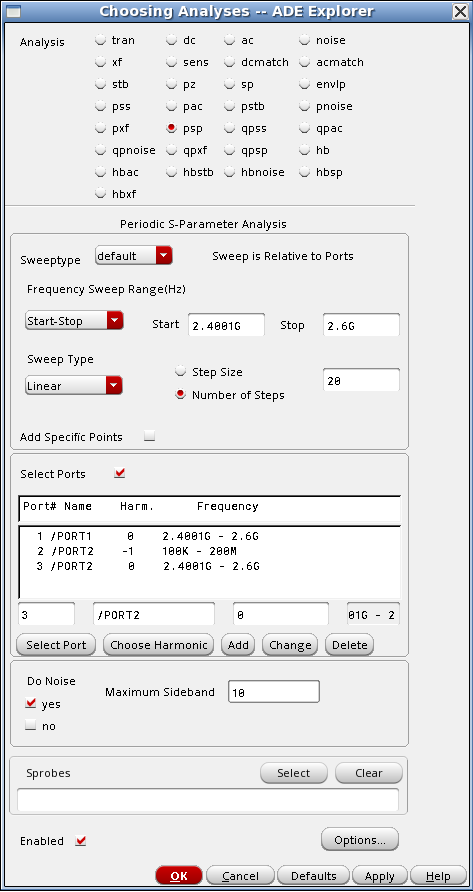 Choosing Analyses -- ADE Explorer
Analysis tran dc ac noise
xf sens dcmatch acmatch
stb pz sp envlp
pss pac pstb pnoise
pxf psp qpss qpac
qpnoise qpxf qpsp hb
hbac hbstb hbnoise hbsp
hbxf
Periodic S-Parameter Analysis
Sweeptype default Sweep is Relative to Ports
Frequency Sweep Range(Hz)
Start-Stop Start 2.4001G Stop 2.6G
Sweep Type
Step Size
Linear 20
Number of Steps
Add Specific Points
Select Ports
Port# Name Harm. Frequency
1 /PORT1 0 2.4001G - 2.6G
2 /PORT2 -1 100K - 200M
3 /PORT2 0 2.4001G - 2.6G
3 /PORT2 0 01G - 2
Select Port Choose Harmonic Add Change Delete
Do Noise
yes Maximum Sideband 10
no
Sprobes Select Clear
Enabled Options...
OK Cancel Defaults Apply Help